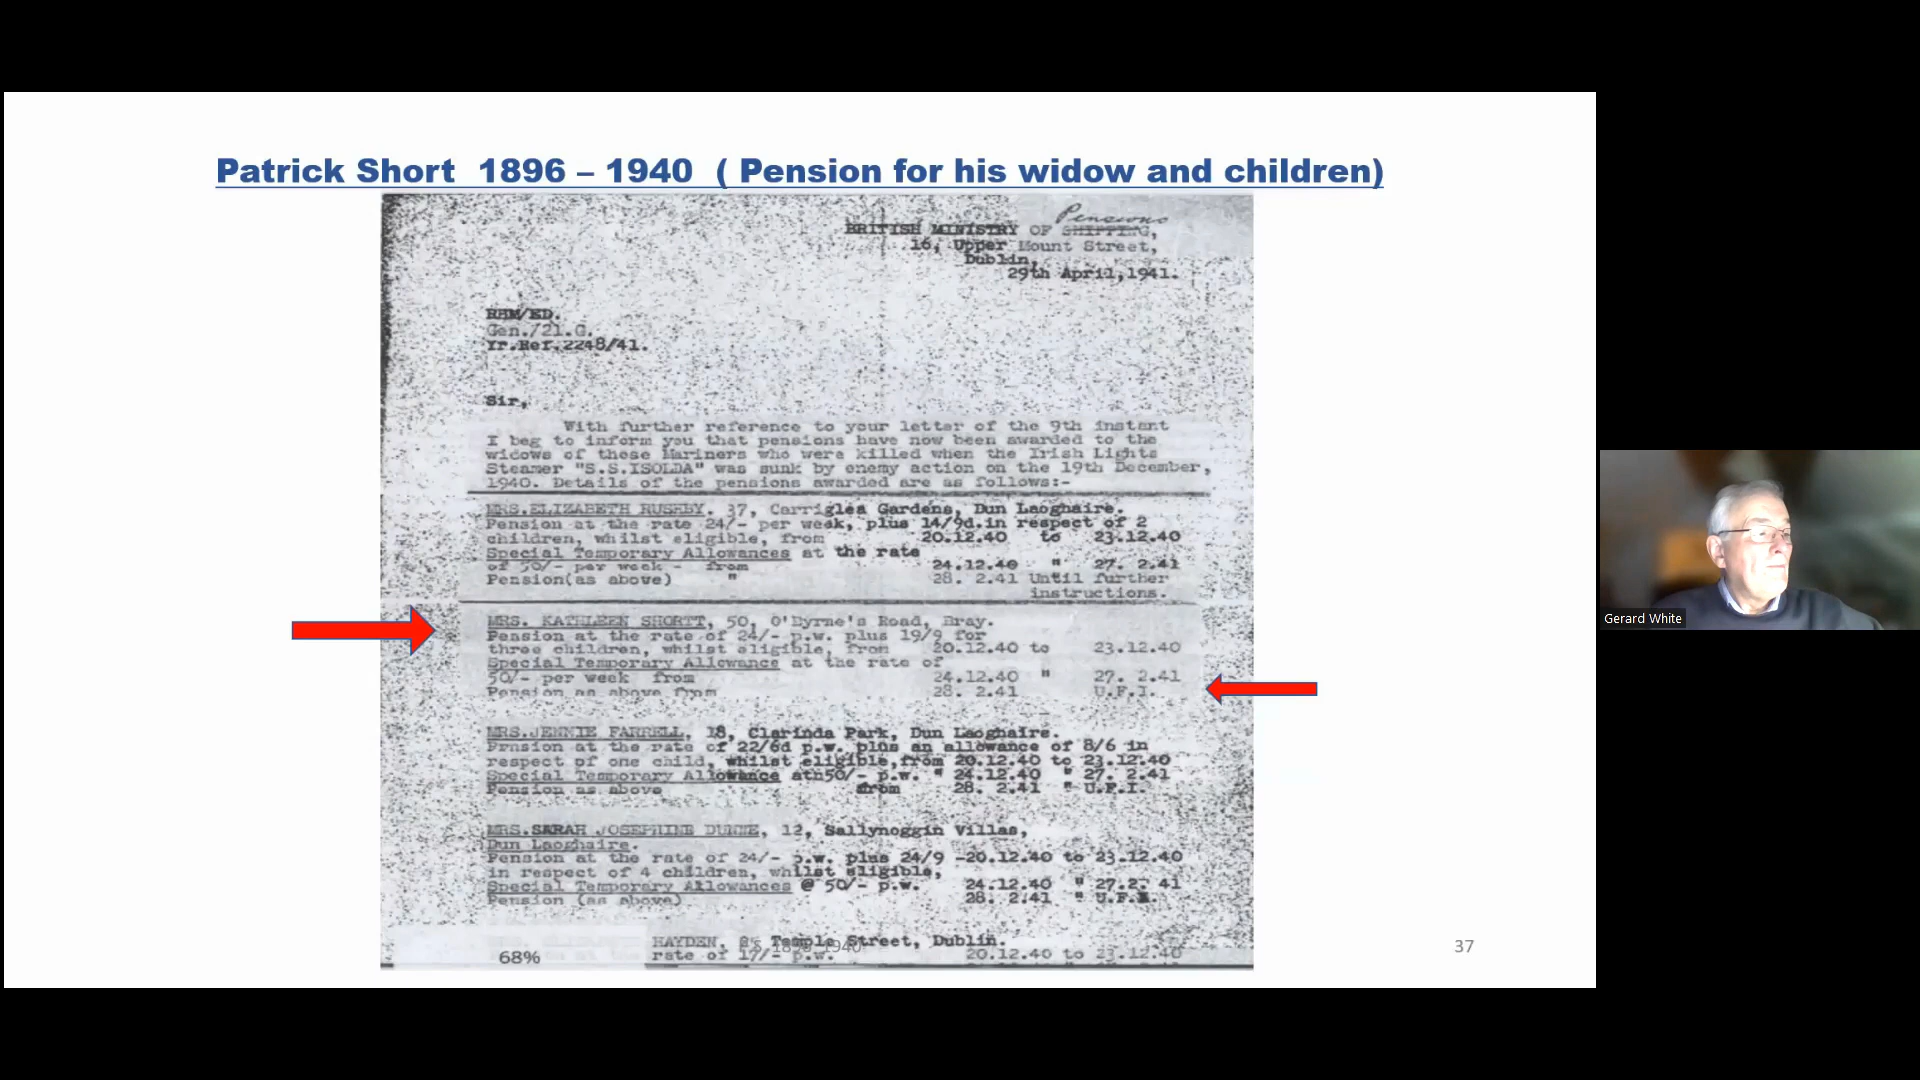 Patrick Short 1896 – 1940 ( Pension for his widow and children)
Pensions
BRITISH MINISTRY OF SHIPPING,
16, Upper Mount Street,
Dublin,
29th April,1941.
RHM/ED.
Gen./21.G.
Yr.Ref.2248/41.
Sir,
With further reference to your letter of the 9th instant
I beg to inform you that pensions have now been awarded to the
widows of these Mariners who were killed when the Irish Lights
Steamer "S.S.ISOLDA" was sunk by enemy action on the 19th December,
1940. Details of the pensions awarded are as follows:-
MRS.ELIZABETH RUSHBY. 37, Carriglea Gardens, Dun Laoghaire.
Pension at the rate 24/- per week, plus 14/9d.in respect of 2
children, whilst eligible, from 20.12.40 to 23.12.40
Special Temporary Allowances at the rate
of 50/- per week - from 24.12.40 " 27. 2.41
Pension(as above) " 28. 2.41 Until further
instructions.
MRS. KATHLEEN SHORTT, 50, O'Byrne's Road, Bray.
Pension at the rate of 24/- p.w. plus 19/9 for
three children, whilst eligible, from 20.12.40 to 23.12.40
Special Temporary Allowance at the rate of
50/- per week from 24.12.40 " 27. 2.41
Pension as above from 28. 2.41 U.F.I.
MRS.JENNIE FARRELL, 18, Clarinda Park, Dun Laoghaire.
Pension at the rate of 22/6d p.w. plus an allowance of 8/6 in
respect of one child, whilst eligible,from 20.12.40 to 23.12.40
Special Temporary Allowance at 50/- p.w. " 24.12.40 " 27. 2.41
Pension as above from 28. 2.41 " U.F.I.
MRS.SARAH JOSEPHINE DUNNE, 12, Sallynoggin Villas,
Dun Laoghaire.
Pension at the rate of 24/- p.w. plus 24/9 -20.12.40 to 23.12.40
in respect of 4 children, whilst eligible,
Special Temporary Allowances @ 50/- p.w. 24.12.40 " 27.2. 41
Pension (as above) 28. 2.41 " U.F.I.
HAYDEN, Temple Street, Dublin.
rate of 17/- p.w. 20.12.40 to 23.12.40
68%
37
Gerard White